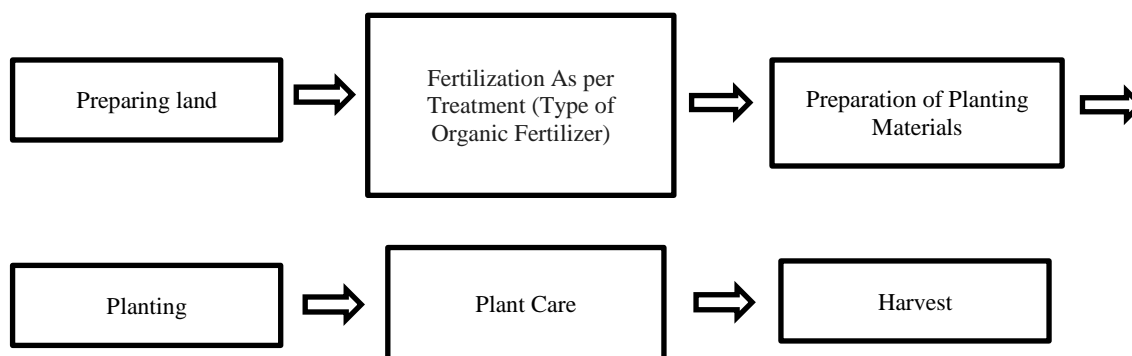 Preparing land
Fertilization As per
Treatment (Type of
Organic Fertilizer)
Preparation of Planting
Materials
Planting
Plant Care
Harvest